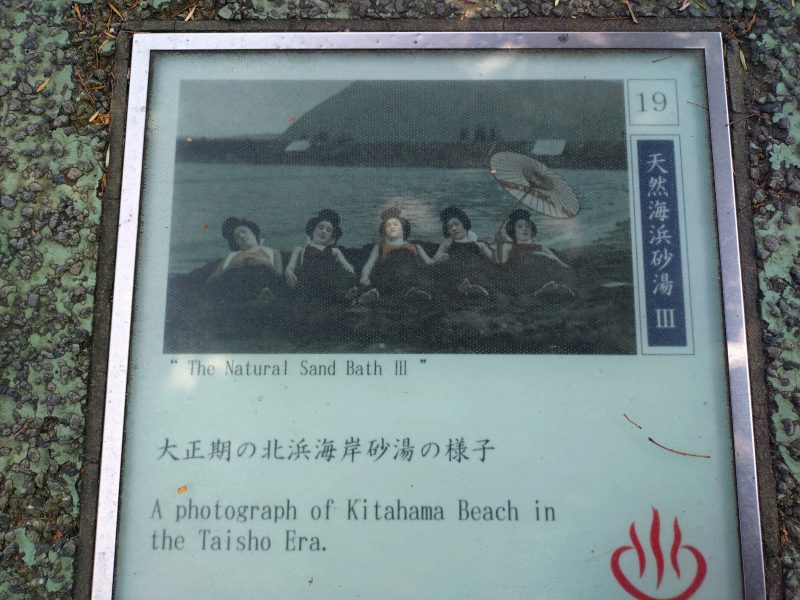 19
天然海浜砂湯 Ⅲ
" The Natural Sand Bath Ⅲ "
大正期の北浜海岸砂湯の様子
A photograph of Kitahama Beach in
the Taisho Era.